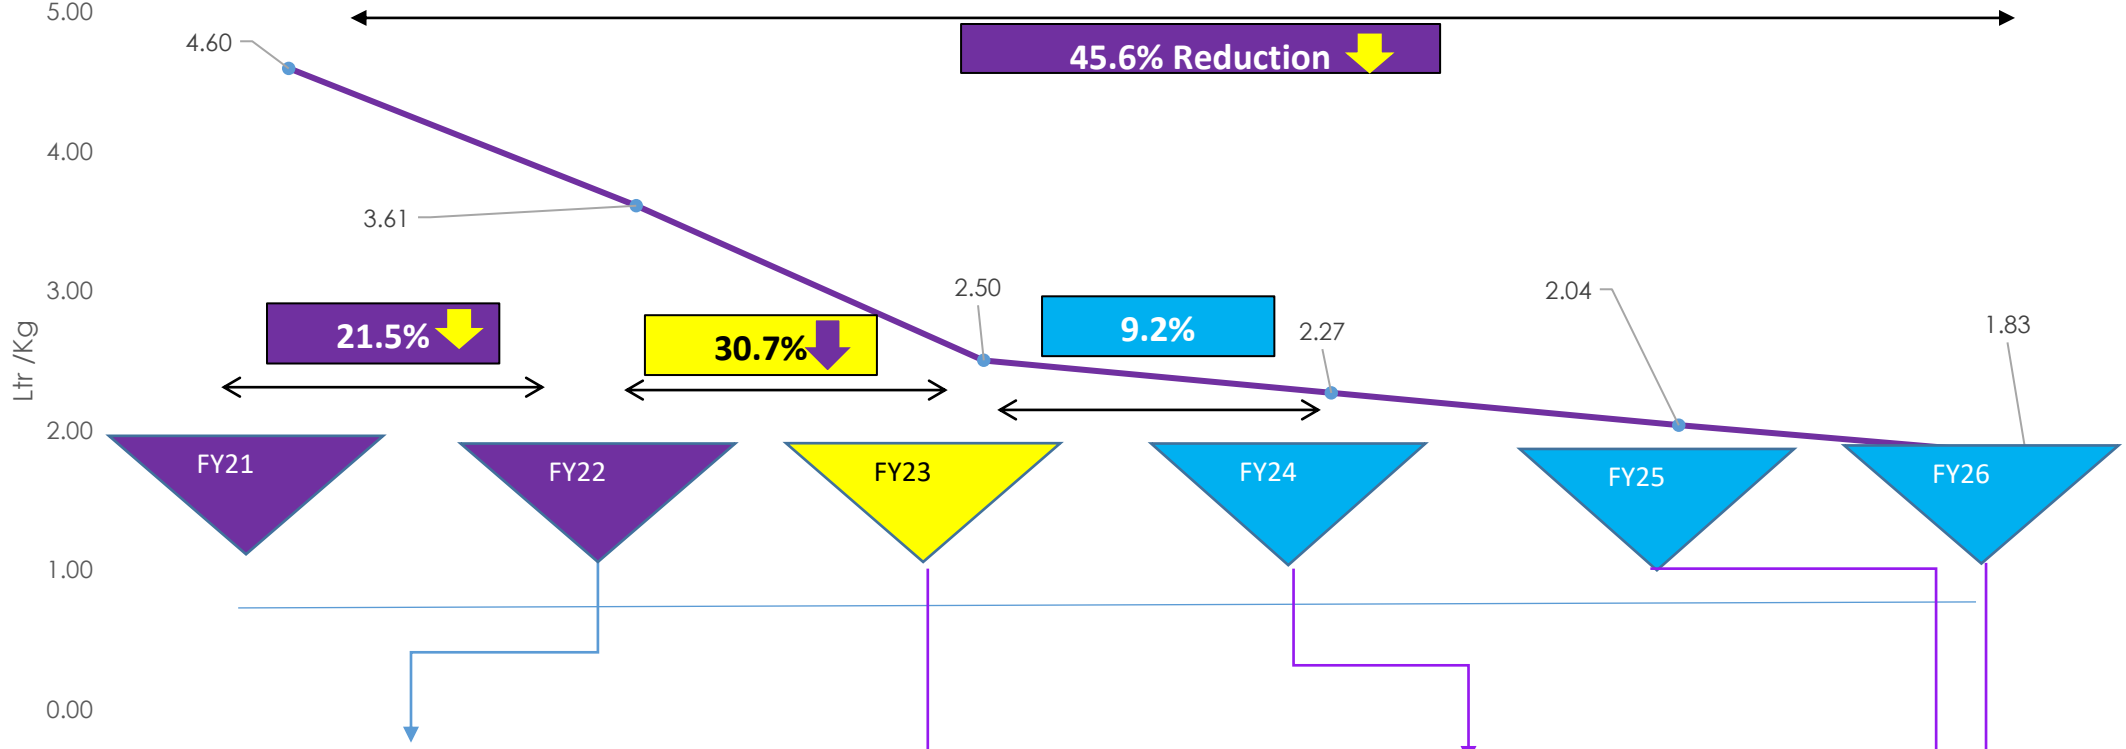 5.00
4.60
45.6% Reduction
4.00
3.61
3.00
2.50
2.04
21.5%
30.7%
9.2%
2.27
1.83
Ltr /Kg
2.00
FY21
FY22
FY23
FY24
FY25
FY26
1.00
0.00